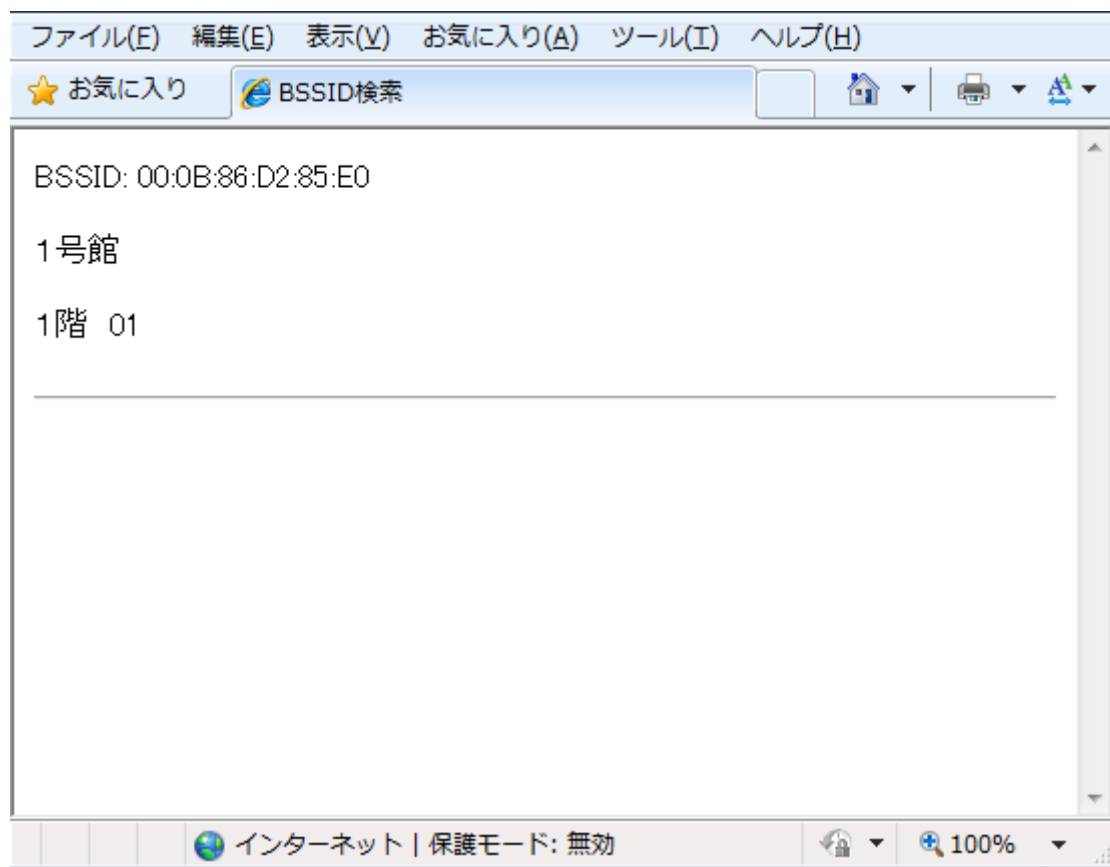 ファイル(F) 編集(E) 表示(V) お気に入り(A) ツール(T) ヘルプ(H)
お気に入り BSSID検索
BSSID: 00:0B:86:D2:85:E0
1号館
1階 01
インターネット | 保護モード: 無効 100%